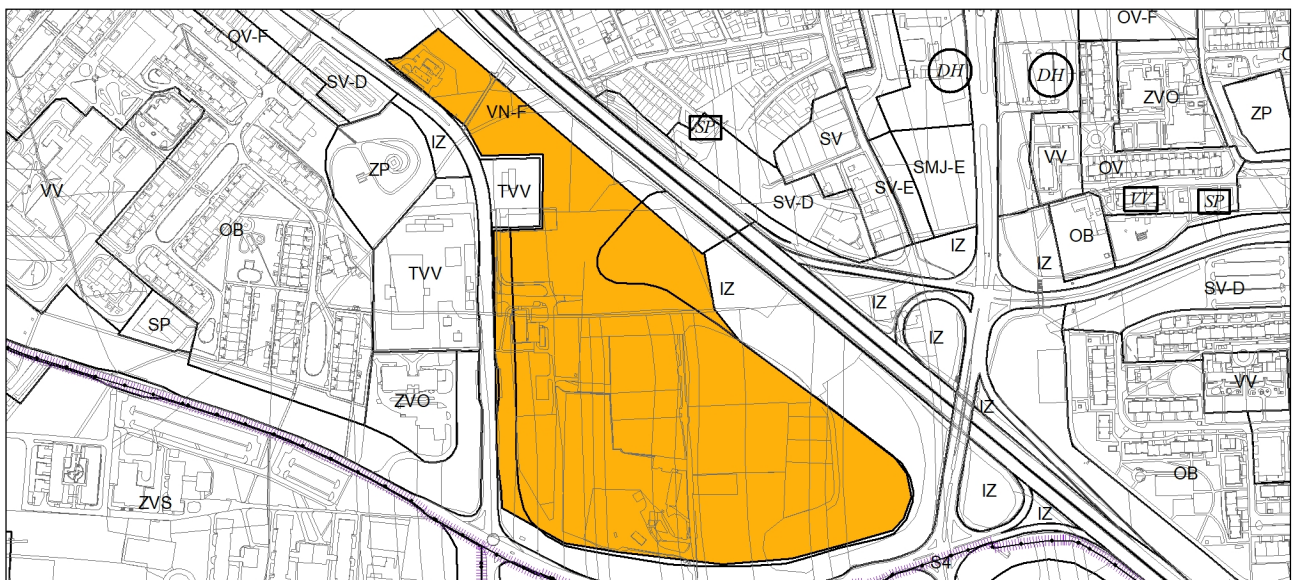 OV-F
OV-F
SV-D
DH
DH
ZVO
VN-F
ZP
SP
IZ
SV
ZP
VV
SMJ-E
OV
TVV
VV
SV-E
VV
SP
SV-D
OB
OB
IZ
IZ
TVV
SV-D
IZ
IZ
SP
IZ
VV
ZVO
IZ
OB
ZVS
IZ
IZ
S4